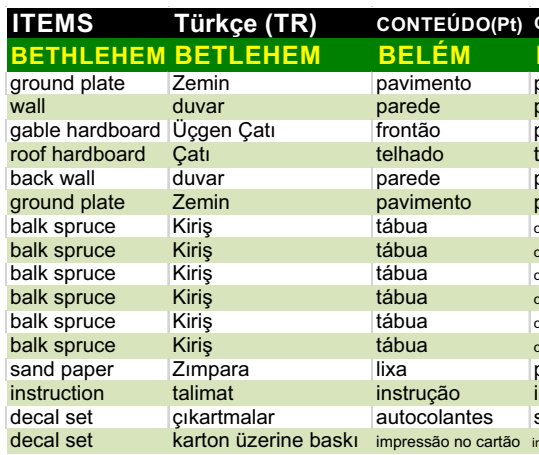 ITEMS Türkçe (TR) CONTEÚDO(Pt)
BETHLEHEM BETLEHEM BELÉM
ground plate Zemin pavimento
wall duvar parede
gable hardboard Üçgen Çatı frontão
roof hardboard Çatı telhado
back wall duvar parede
ground plate Zemin pavimento
balk spruce Kiriş tábua
balk spruce Kiriş tábua
balk spruce Kiriş tábua
balk spruce Kiriş tábua
balk spruce Kiriş tábua
balk spruce Kiriş tábua
sand paper Zımpara lixa
instruction talimat instrução
decal set çıkartmalar autocolantes
decal set karton üzerine baskı impressão no cartão